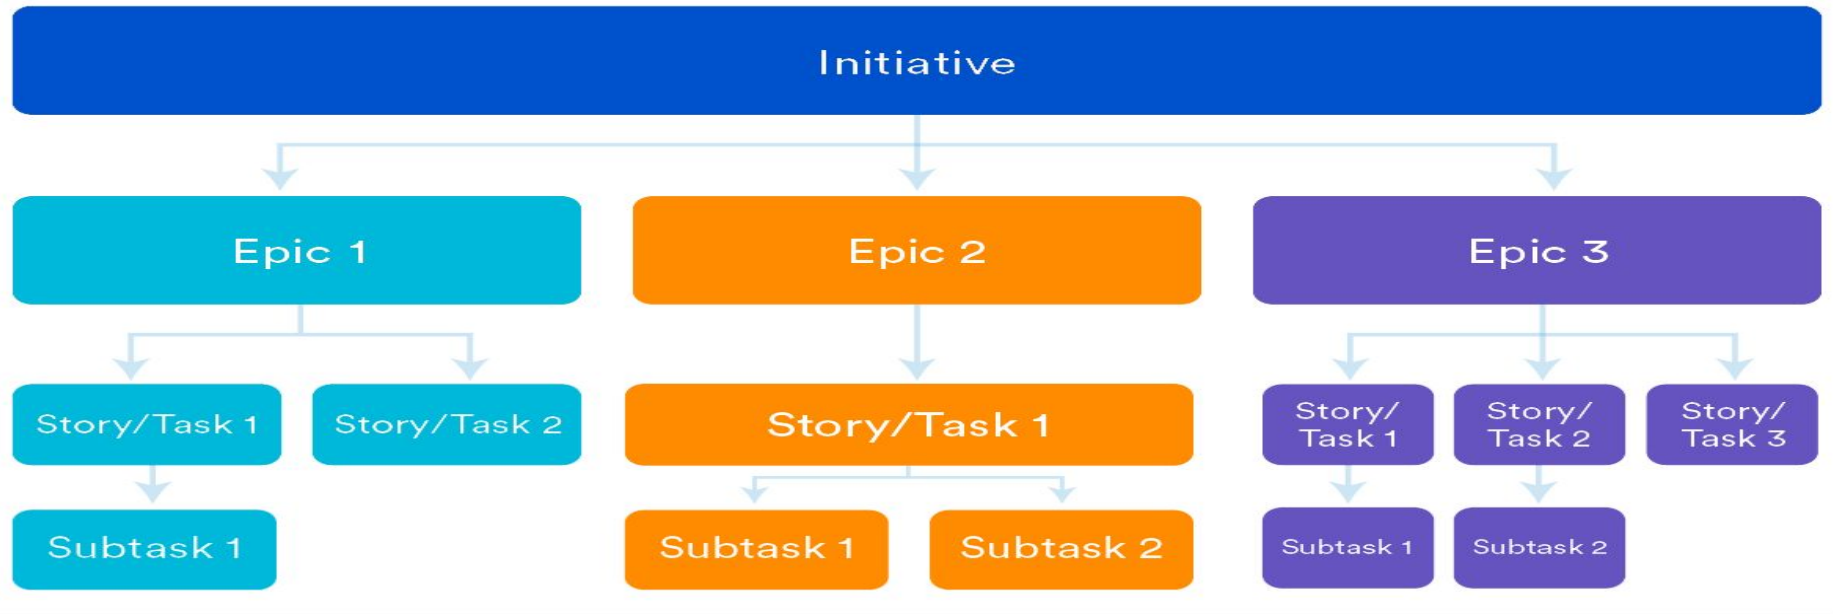 Initiative
Epic 1
Epic 2
Epic 3
Story/Task 1
Story/Task 2
Story/Task 1
Story/
Task 1
Story/
Task 2
Story/
Task 3
Subtask 1
Subtask 1
Subtask 2
Subtask 1
Subtask 2